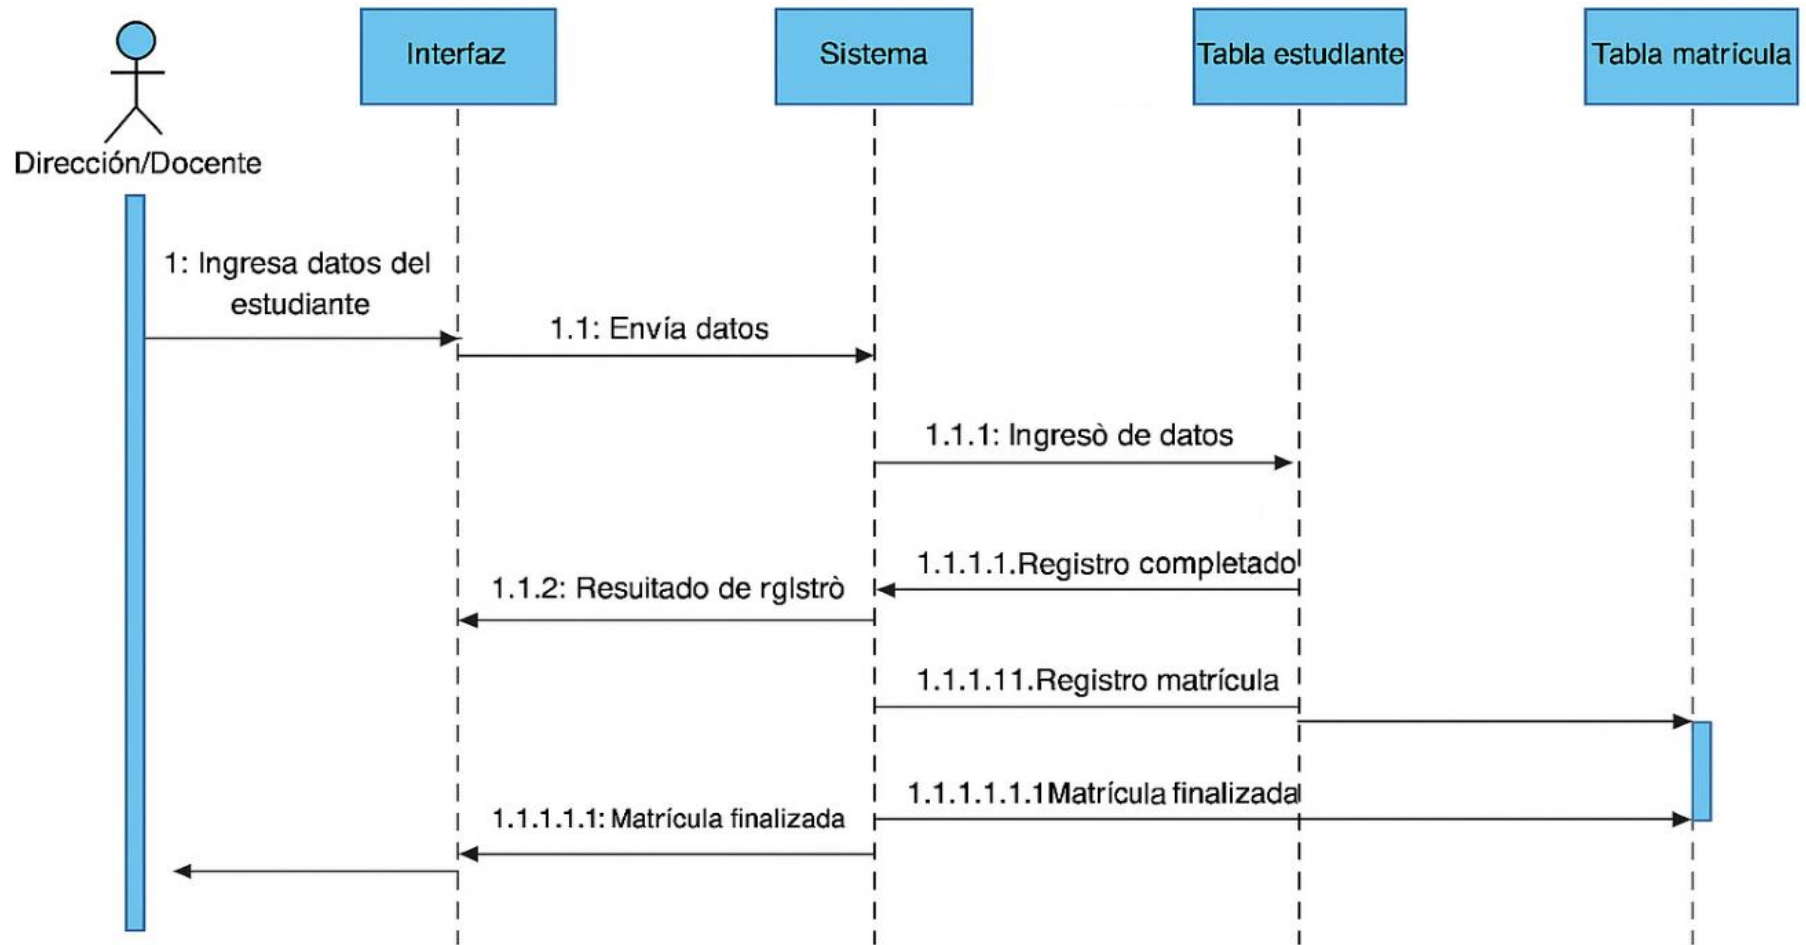 Interfaz
Sistema
Tabla estudlante
Tabla matrícula
Dirección/Docente
1: Ingresa datos del
estudiante
1.1: Envía datos
1.1.1: Ingresò de datos
1.1.1.1.Registro completado
1.1.2: Resuitado de rglstrò
1.1.1.11.Registro matrícula
1.1.1.1.1.1Matrícula finalizada
1.1.1.1.1: Matrícula finalizada